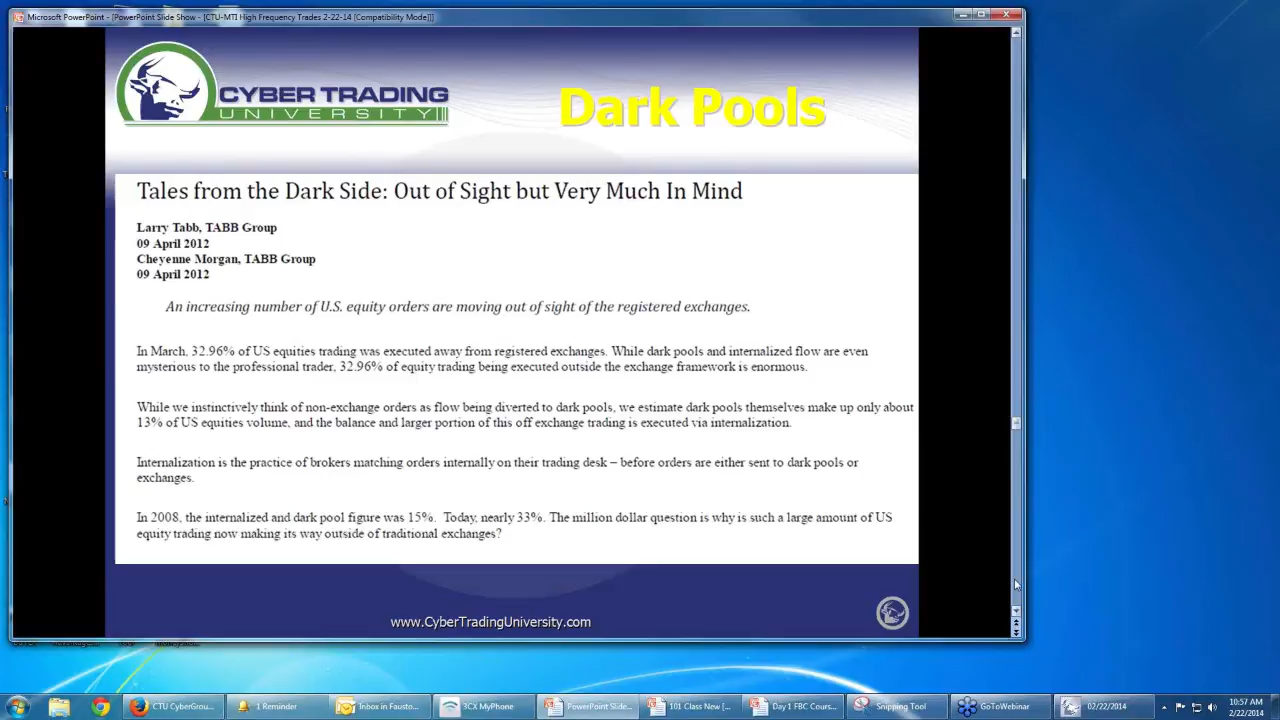 Microsoft PowerPoint - [PowerPoint Slide Show - [CTU-MTI High Frequency Trades 2-22-14 [Compatibility Mode]]
CYBER TRADING
UNIVERSITY
Dark Pools
Tales from the Dark Side: Out of Sight but Very Much In Mind
Larry Tabb, TABB Group
09 April 2012
Cheyenne Morgan, TABB Group
09 April 2012
An increasing number of U.S. equity orders are moving out of sight of the registered exchanges.
In March, 32.96% of US equities trading was executed away from registered exchanges. While dark pools and internalized flow are even
mysterious to the professional trader, 32.96% of equity trading being executed outside the exchange framework is enormous.
While we instinctively think of non-exchange orders as flow being diverted to dark pools, we estimate dark pools themselves make up only about
13% of US equities volume, and the balance and larger portion of this off exchange trading is executed via internalization.
Internalization is the practice of brokers matching orders internally on their trading desk – before orders are either sent to dark pools or
exchanges.
In 2008, the internalized and dark pool figure was 15%. Today, nearly 33%. The million dollar question is why is such a large amount of US
equity trading now making its way outside of traditional exchanges?
www.CyberTradingUniversity.com
CTU CyberGrou...
1 Reminder
Inbox in Fausto...
3CX MyPhone
PowerPoint Slide...
101 Class New [...
Day 1 FBC Cours...
Snipping Tool
GoToWebinar
02/22/2014
10:57 AM
2/22/2014